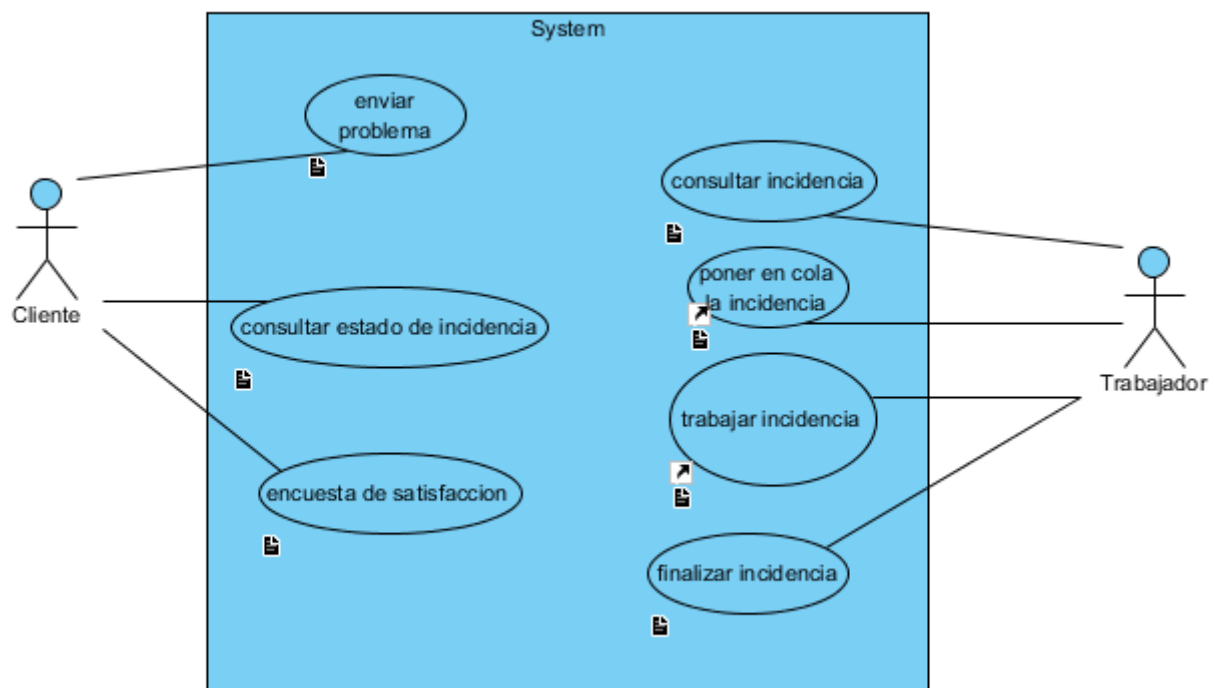 System
enviar
problema
consultar incidencia
poner en cola
la incidencia
Cliente
consultar estado de incidencia
Trabajador
trabajar incidencia
encuesta de satisfaccion
finalizar incidencia